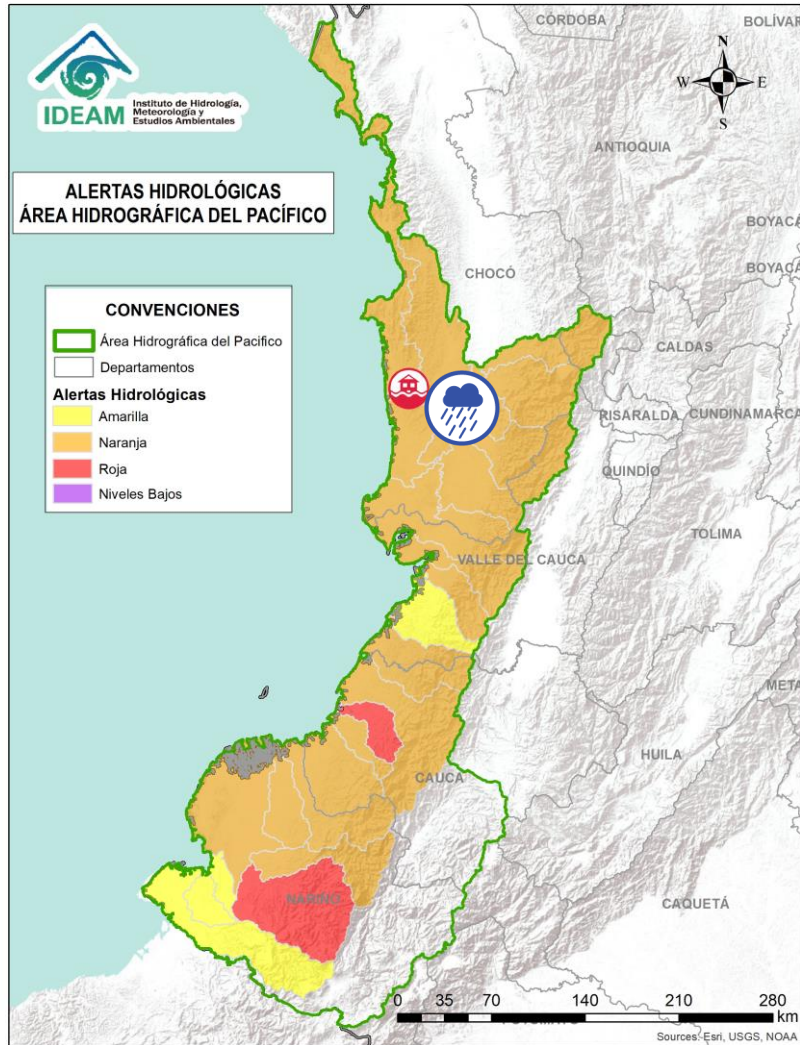 CÓRDOBA
BOLÍVAR
N
W E
S
IDEAM
Instituto de Hidrología,
Meteorología y
Estudios Ambientales
ANTIOQUIA
ALERTAS HIDROLÓGICAS
ÁREA HIDROGRÁFICA DEL PACÍFICO
BOYACÁ
BOYACÁ
CHOCÓ
CONVENCIONES
Área Hidrográfica del Pacifico
Departamentos
Alertas Hidrológicas
Amarilla
Naranja
Roja
Niveles Bajos
CALDAS
RISARALDA
CUNDINAMARCA
QUINDÍO
TOLIMA
VALLE DEL CAUCA
META
HUILA
CAUCA
CAQUETÁ
NARIÑO
0 35 70 140 210 280
km
Sources: Esri, USGS, NOAA